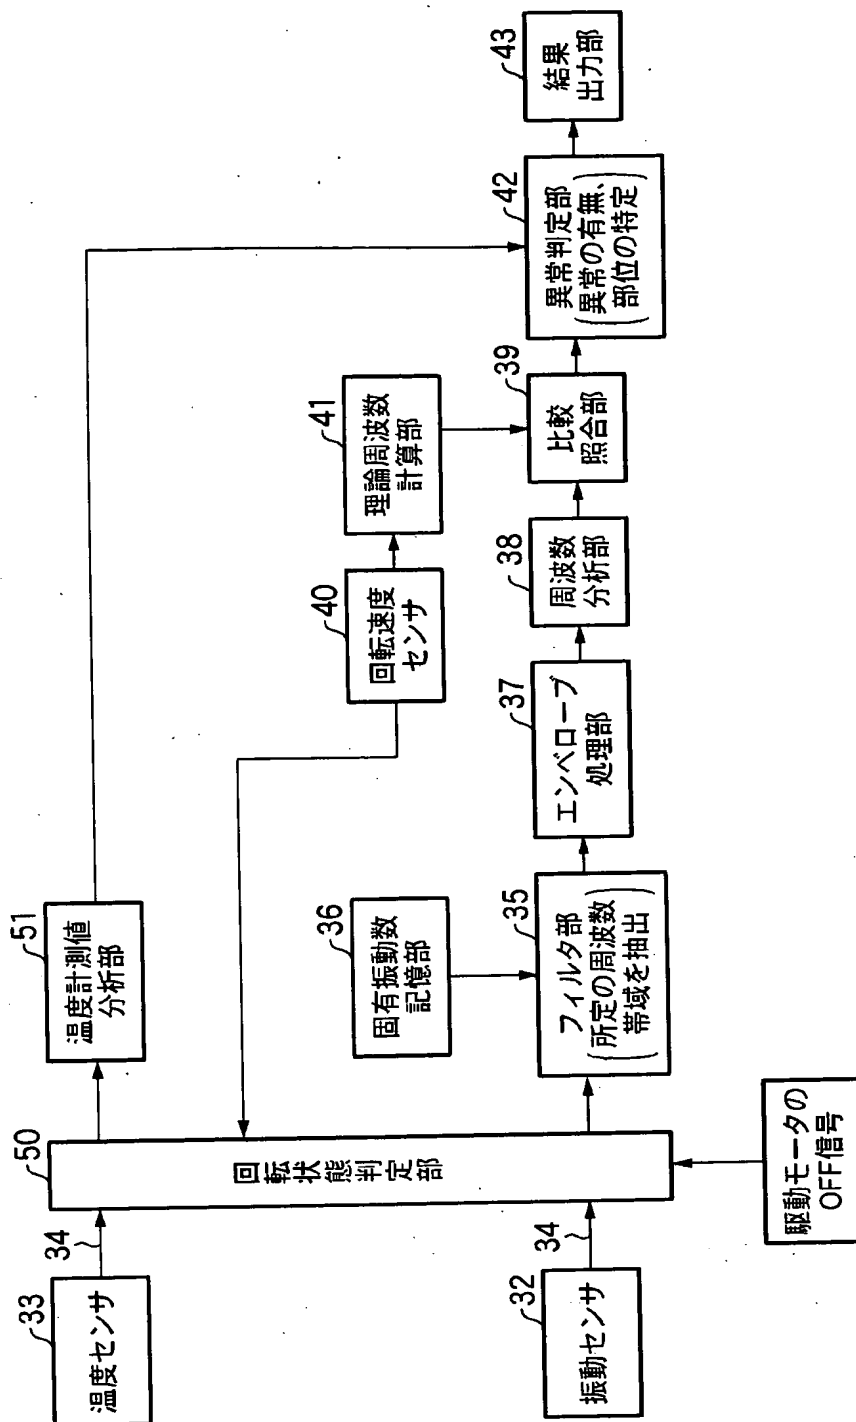 33
温度センサ
34
32
振動センサ
34
50
回転状態判定部
駆動モータの
OFF信号
51
温度計測値
分析部
36
固有振動数
記憶部
35
フィルタ部
(所定の周波数
帯域を抽出)
37
エンベロープ
処理部
40
回転速度
センサ
41
理論周波数
計算部
38
周波数
分析部
39
比較
照合部
42
異常判定部
(異常の有無、
部位の特定)
43
結果
出力部